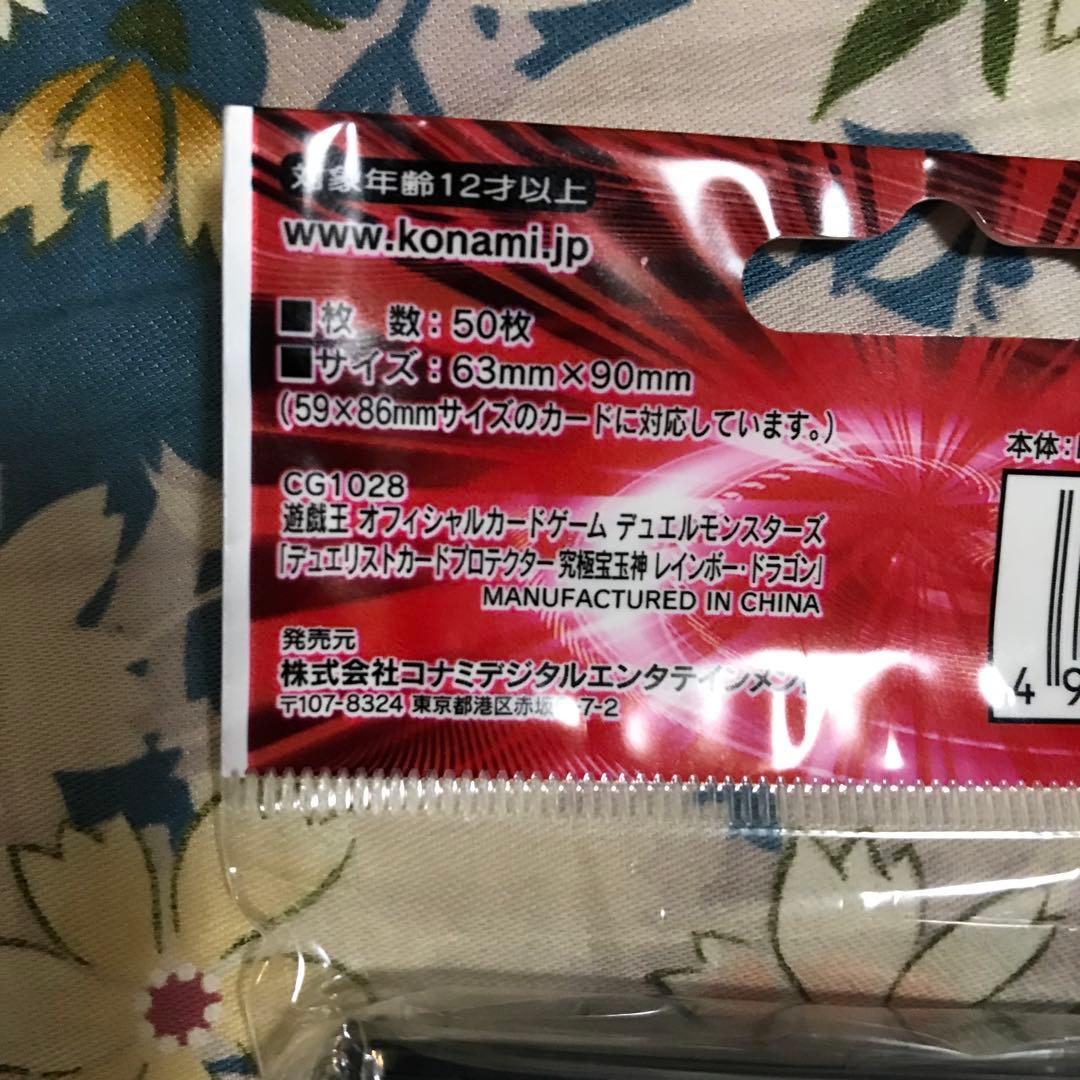 対象年齢12才以上
www.konami.jp
■枚 数：50枚
■サイズ：63mm×90mm
(59×86mmサイズのカードに対応しています。)
本体：
CG1028
遊戯王 オフィシャルカードゲーム デュエルモンスターズ
「デュエリストカードプロテクター 究極宝玉神 レインボー・ドラゴン」
MANUFACTURED IN CHINA
発売元
株式会社コナミデジタルエンタテインメント
〒107-8324 東京都港区赤坂 -7-2
49